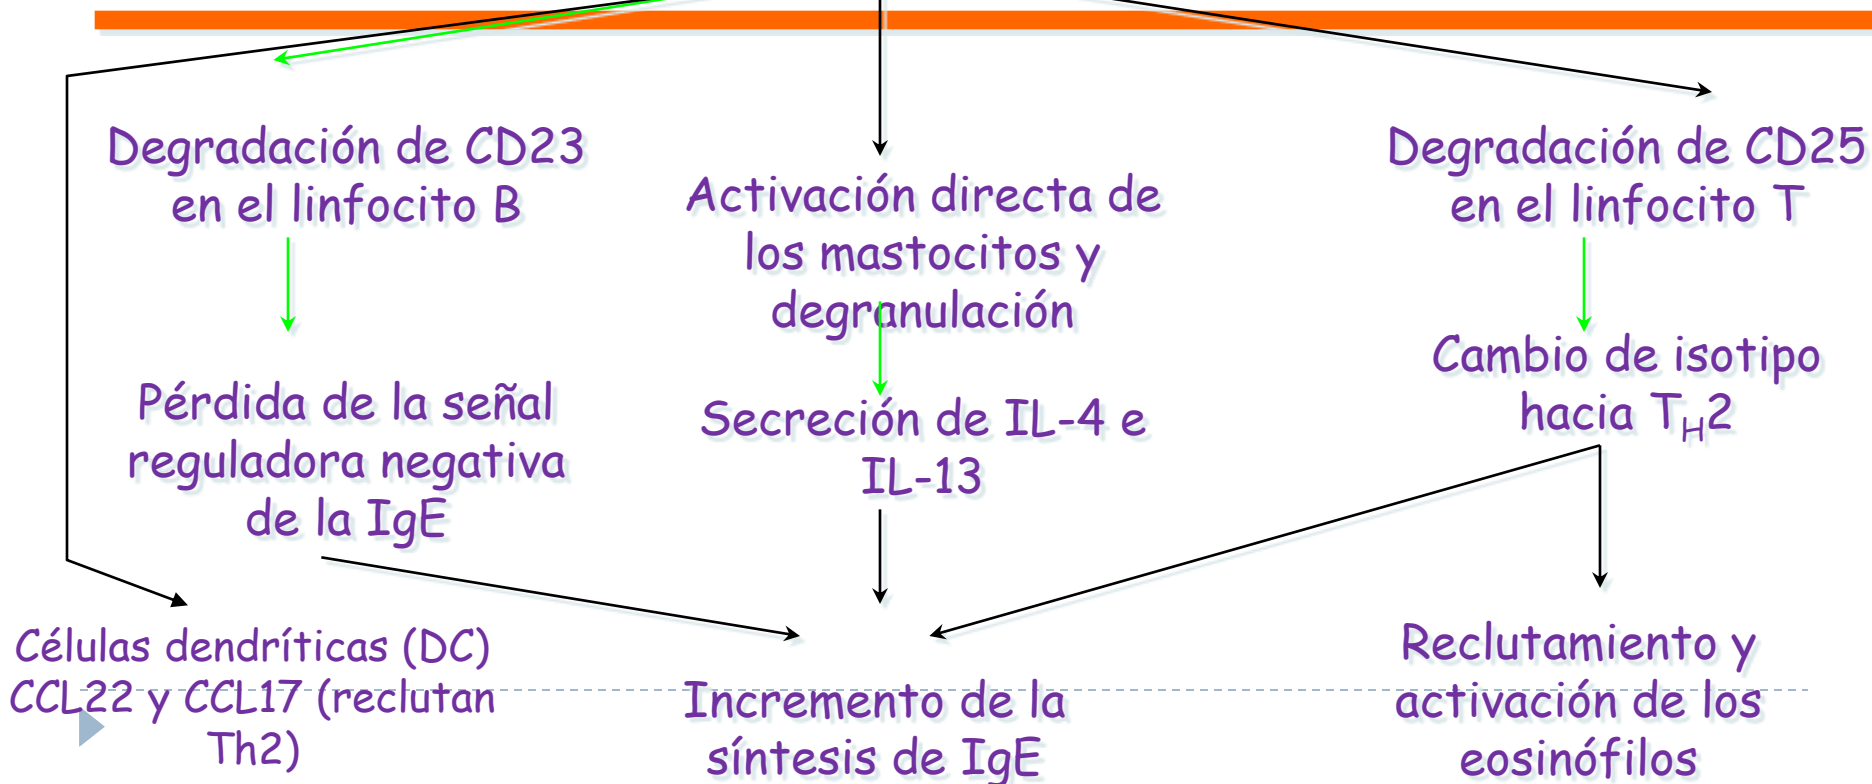 Degradación de CD23
en el linfocito B
Activación directa de
los mastocitos y
degranulación
Degradación de CD25
en el linfocito T
Pérdida de la señal
reguladora negativa
de la IgE
Secreción de IL-4 e
IL-13
Cambio de isotipo
hacia TH2
Células dendríticas (DC)
CCL22 y CCL17 (reclutan
Th2)
Incremento de la
síntesis de IgE
Reclutamiento y
activación de los
eosinófilos